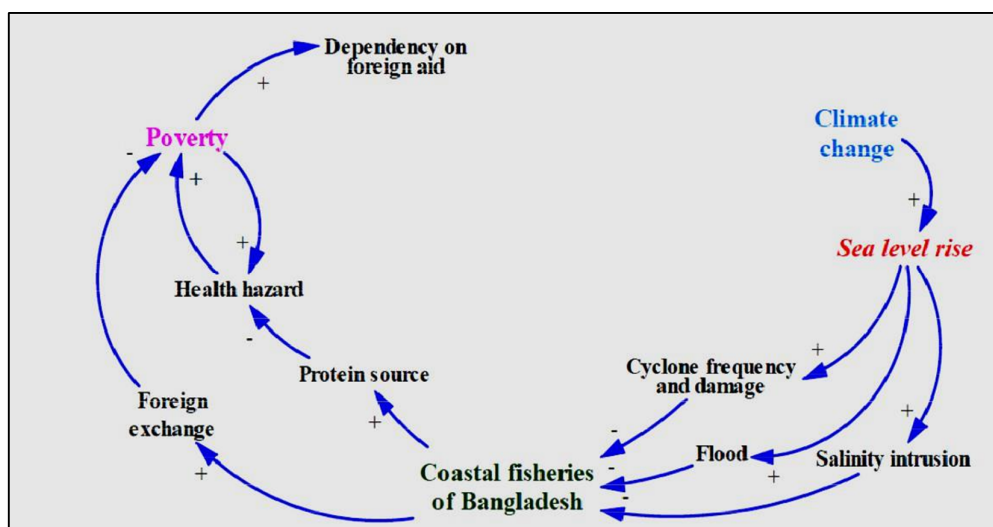 Dependency on
foreign aid
+
Poverty
-
+
+
Health hazard
-
Protein source
+
Foreign
exchange
+
Coastal fisheries
of Bangladesh
Climate
change
+
Sea level rise
+
Cyclone frequency
and damage
-
Flood
+
-
+
Salinity intrusion
-